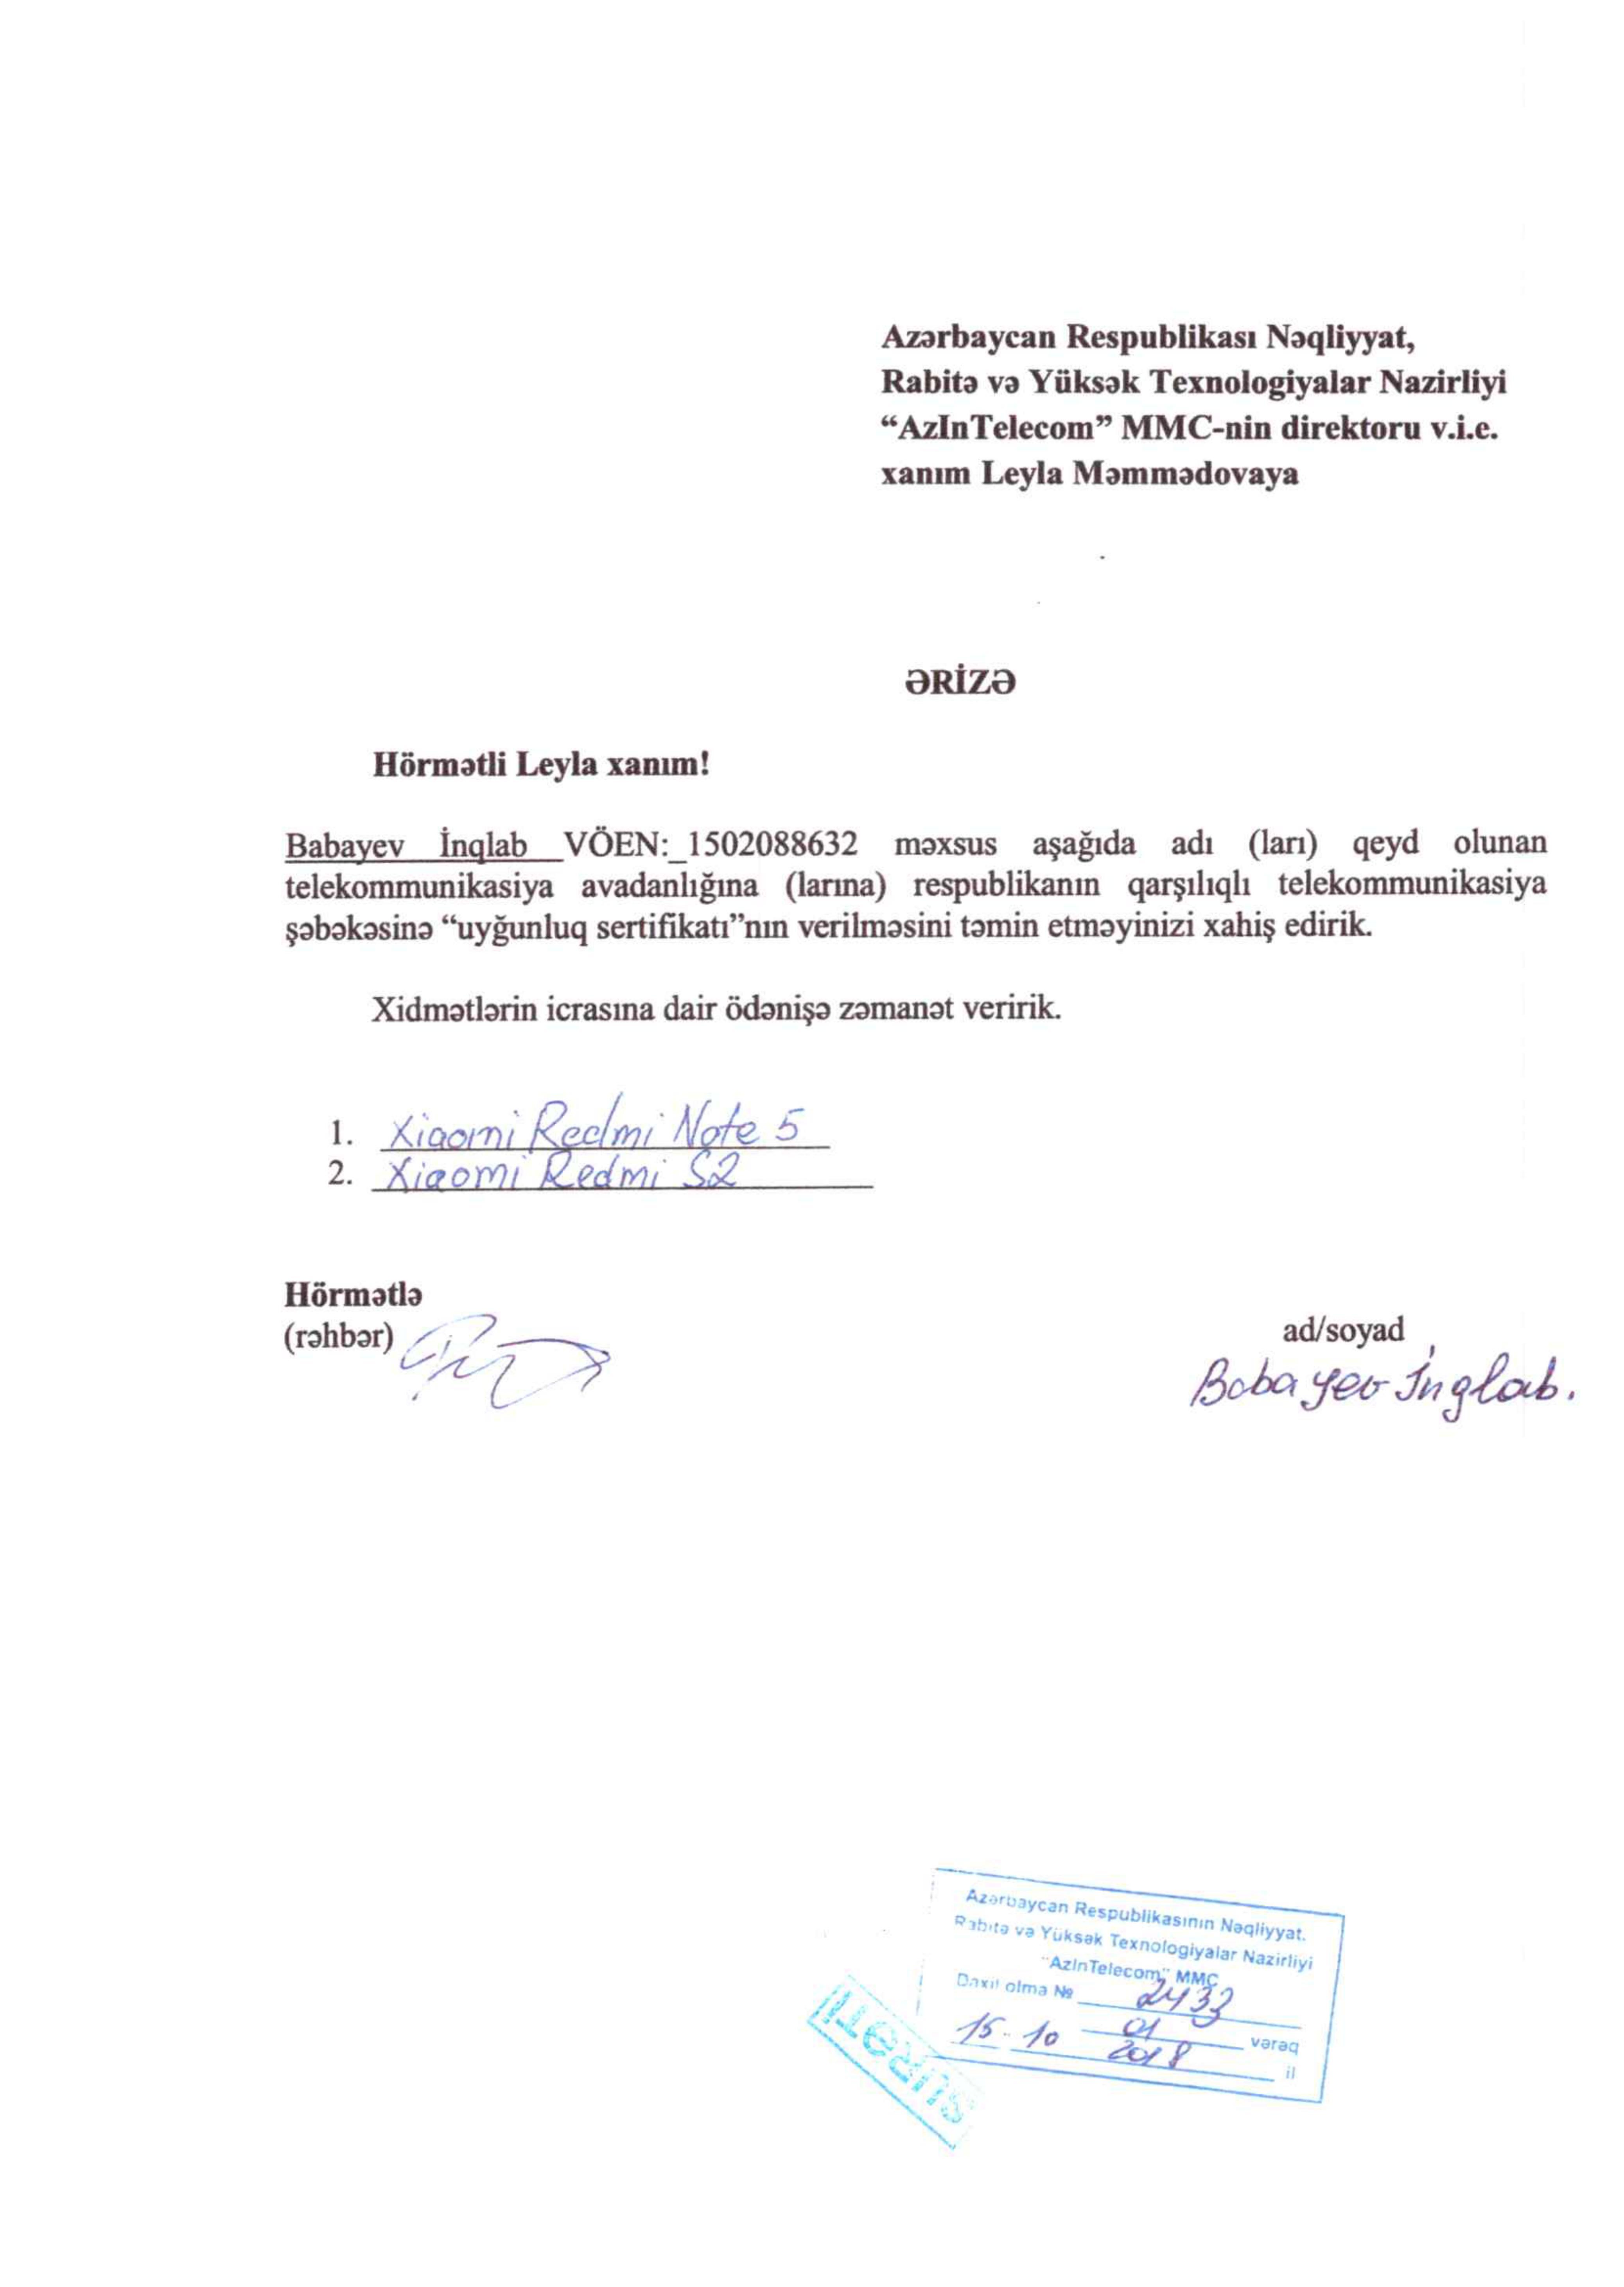 Azərbaycan Respublikası Nəqliyyat,
Rabitə və Yüksək Texnologiyalar Nazirliyi
“AzInTelecom” MMC-nin direktoru v.i.e.
xanım Leyla Məmmədovaya
ƏRİZƏ
Hörmətli Leyla xanım!
Babayev İnqlab VÖEN:_1502088632 məxsus aşağıda adı (ları) qeyd olunan
telekommunikasiya avadanlığına (larına) respublikanın qarşılıqlı telekommunikasiya
şəbəkəsinə “uyğunluq sertifikatı”nın verilməsini təmin etməyinizi xahiş edirik.
Xidmətlərin icrasına dair ödənişə zəmanət veririk.
1. Xiaomi Redmi Note 5
2. Xiaomi Redmi S2
Hörmətlə
(rəhbər)
ad/soyad
Babayev İnglab.
Azərbaycan Respublikasının Nəqliyyat.
Rabitə və Yüksək Texnologiyalar Nazirliyi
"AzInTelecom" MMC
Daxil olma № 2433
01 vərəq
15. 10 2018 il
SURƏTİ